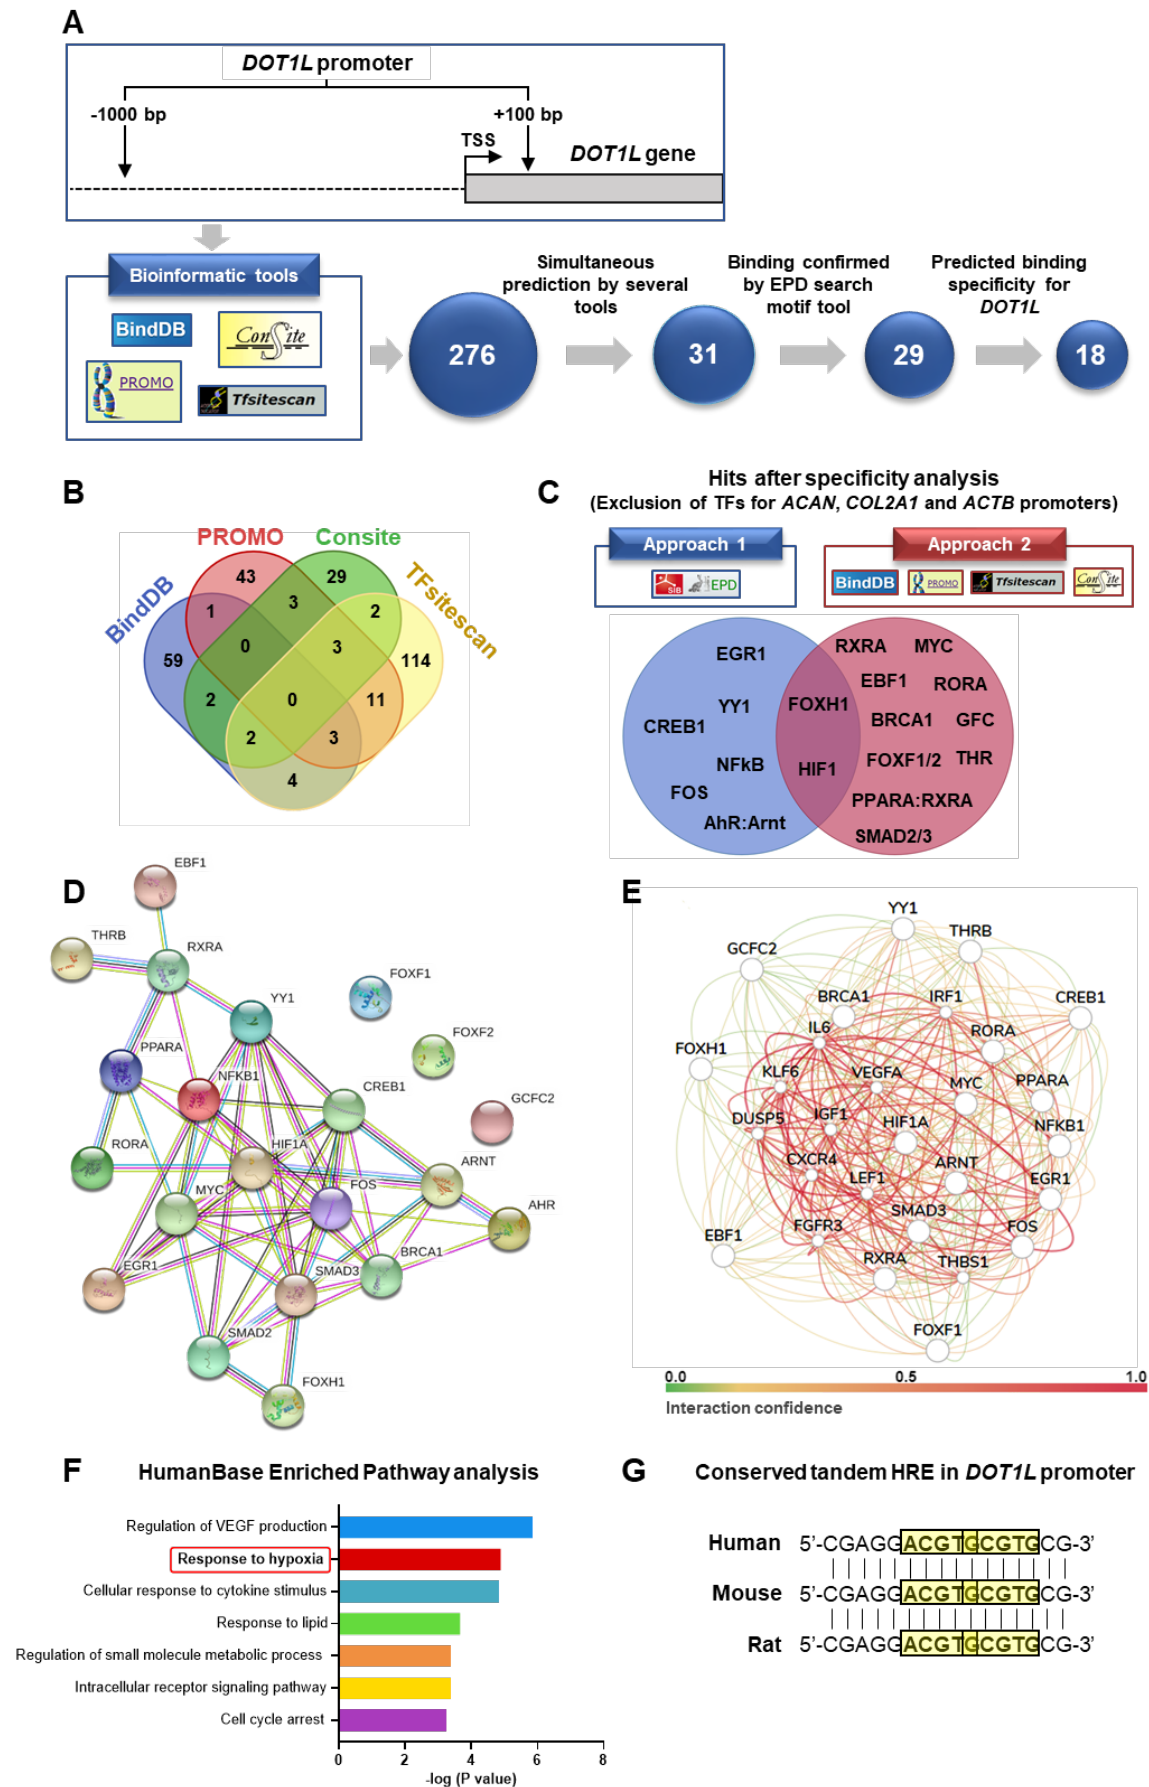 A
DOT1L promoter
-1000 bp
+100 bp
TSS
DOT1L gene
Bioinformatic tools
BindDB
ConSite
PROMO
Tfsitescan
276
Simultaneous
prediction by several
tools
31
Binding confirmed
by EPD search
motif tool
29
Predicted binding
specificity for
DOT1L
18
B
PROMO
Consite
BindDB
TFsitescan
43
29
1
3
2
59
0
3
114
2
0
11
2
3
4
C
Hits after specificity analysis
(Exclusion of TFs for ACAN, COL2A1 and ACTB promoters)
Approach 1
SIB
EPD
Approach 2
BindDB
PROMO
Tfsitescan
ConSite
EGR1
YY1
CREB1
NFkB
FOS
AhR:Arnt
FOXH1
HIF1
RXRA
MYC
EBF1
RORA
BRCA1
GFC
FOXF1/2
THR
PPARA:RXRA
SMAD2/3
D
EBF1
THRB
RXRA
FOXF1
YY1
FOXF2
PPARA
NFKB1
CREB1
GCFC2
RORA
HIF1A
ARNT
MYC
FOS
AHR
EGR1
SMAD3
BRCA1
SMAD2
FOXH1
E
YY1
THRB
GCFC2
BRCA1
IRF1
CREB1
IL6
RORA
FOXH1
KLF6
VEGFA
MYC
PPARA
DUSP5
IGF1
HIF1A
NFKB1
CXCR4
LEF1
ARNT
EGR1
SMAD3
FGFR3
FOS
EBF1
RXRA
THBS1
FOXF1
0.0
0.5
1.0
Interaction confidence
F
HumanBase Enriched Pathway analysis
Regulation of VEGF production
Response to hypoxia
Cellular response to cytokine stimulus
Response to lipid
Regulation of small molecule metabolic process
Intracellular receptor signaling pathway
Cell cycle arrest
0 2 4 6 8
-log (P value)
G
Conserved tandem HRE in DOT1L promoter
Human 5'-CGAGGACGTGCGTGCG-3'
Mouse 5'-CGAGGACGTGCGTGCG-3'
Rat 5'-CGAGGACGTGCGTGCG-3'